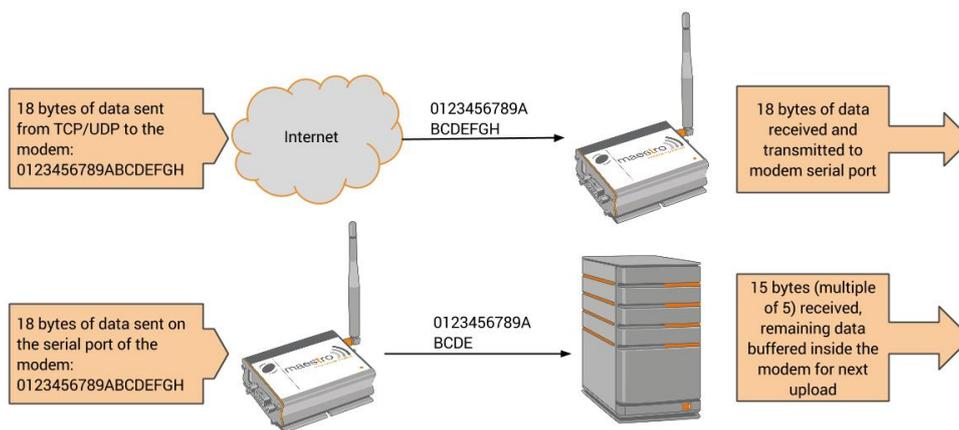 18 bytes of data sent
from TCP/UDP to the
modem:
0123456789ABCDEFGH
Internet
0123456789A
BCDEFGH
maestro
18 bytes of data
received and
transmitted to
modem serial port
18 bytes of data sent on
the serial port of the
modem:
0123456789ABCDEFGH
maestro
0123456789A
BCDE
15 bytes (multiple
of 5) received,
remaining data
buffered inside the
modem for next
upload